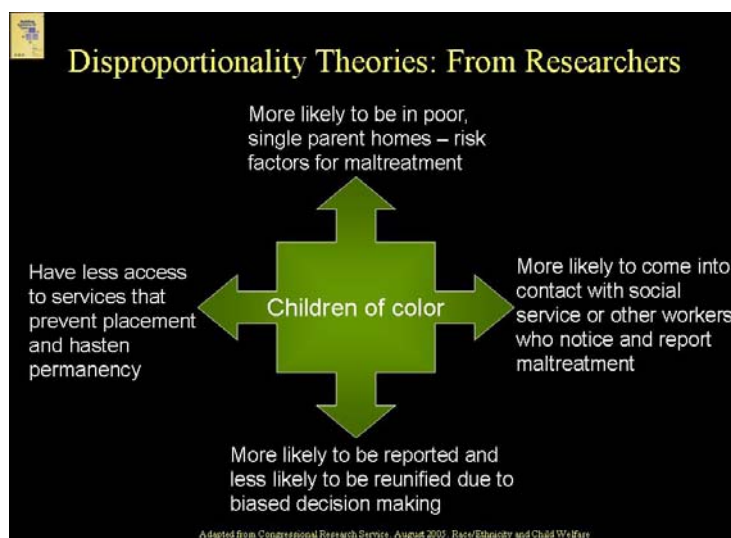 Disproportionality Theories: From Researchers
More likely to be in poor,
single parent homes – risk
factors for maltreatment
Have less access
to services that
prevent placement
and hasten
permanency
Children of color
More likely to come into
contact with social
service or other workers
who notice and report
maltreatment
More likely to be reported and
less likely to be reunified due to
biased decision making
Adapted from Congressional Research Service, August 2005, Race/Ethnicity and Child Welfare